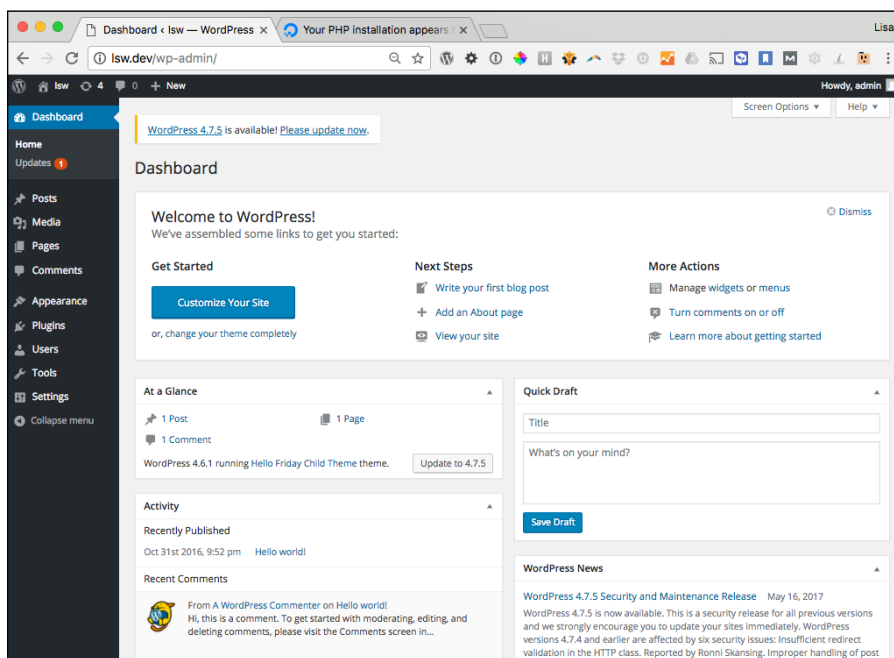 Dashboard ‹ lsw — WordPress
Your PHP installation appears
Lisa
lsw.dev/wp-admin/
lsw
4
0
+ New
Howdy, admin
Screen Options
Help
Dashboard
Home
Updates 1
Posts
Media
Pages
Comments
Appearance
Plugins
Users
Tools
Settings
Collapse menu
WordPress 4.7.5 is available! Please update now.
Dashboard
Welcome to WordPress!
Dismiss
We've assembled some links to get you started:
Get Started
Customize Your Site
or, change your theme completely
Next Steps
Write your first blog post
Add an About page
View your site
More Actions
Manage widgets or menus
Turn comments on or off
Learn more about getting started
At a Glance
1 Post
1 Page
1 Comment
WordPress 4.6.1 running Hello Friday Child Theme theme.
Update to 4.7.5
Activity
Recently Published
Oct 31st 2016, 9:52 pm
Hello world!
Recent Comments
From A WordPress Commenter on Hello world!
Hi, this is a comment. To get started with moderating, editing, and
deleting comments, please visit the Comments screen in...
Quick Draft
Title
What's on your mind?
Save Draft
WordPress News
WordPress 4.7.5 Security and Maintenance Release May 16, 2017
WordPress 4.7.5 is now available. This is a security release for all previous versions
and we strongly encourage you to update your sites immediately. WordPress
versions 4.7.4 and earlier are affected by six security issues: Insufficient redirect
validation in the HTTP class. Reported by Ronni Skansing. Improper handling of post